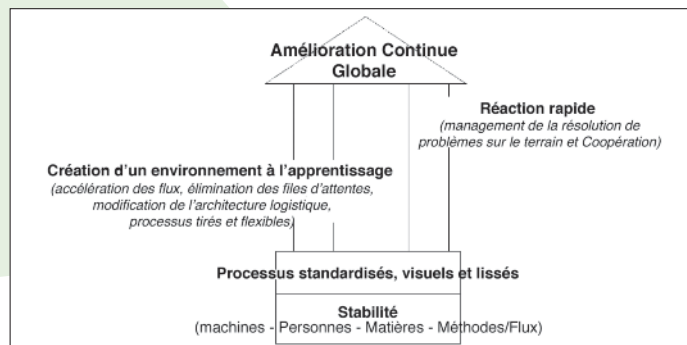 Amélioration Continue
Globale
Réaction rapide
(management de la résolution de
problèmes sur le terrain et Coopération)
Création d'un environnement à l'apprentissage
(accélération des flux, élimination des files d'attentes,
modification de l'architecture logistique,
processus tirés et flexibles)
Processus standardisés, visuels et lissés
Stabilité
(machines - Personnes - Matières - Méthodes/Flux)